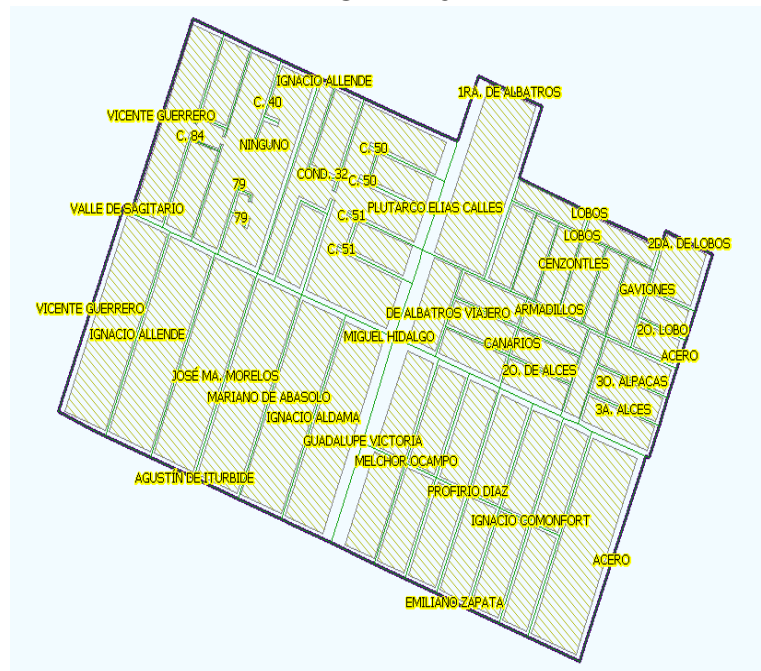 IGNACIO ALLENDE
1RA. DE ALBATROS
C. 40
VICENTE GUERRERO
C. 84
NINGUNO
C. 50
COND. 32
C. 50
79
VALLE DE SAGITARIO
79
C. 51
PLUTARCO ELIAS CALLES
LOBOS
LOBOS
2DA. DE LOBOS
C. 51
CENZONTLES
GAVIONES
VICENTE GUERRERO
DE ALBATROS VIAJERO
ARMADILLOS
IGNACIO ALLENDE
MIGUEL HIDALGO
CANARIOS
2O. LOBO
ACERO
JOSÉ MA. MORELOS
2O. DE ALCES
3O. ALPACAS
MARIANO DE ABASOLO
3A. ALCES
IGNACIO ALDAMA
GUADALUPE VICTORIA
MELCHOR OCAMPO
AGUSTÍN DE ITURBIDE
PROFIRIO DIAZ
IGNACIO COMONFORT
ACERO
EMILIANO ZAPATA